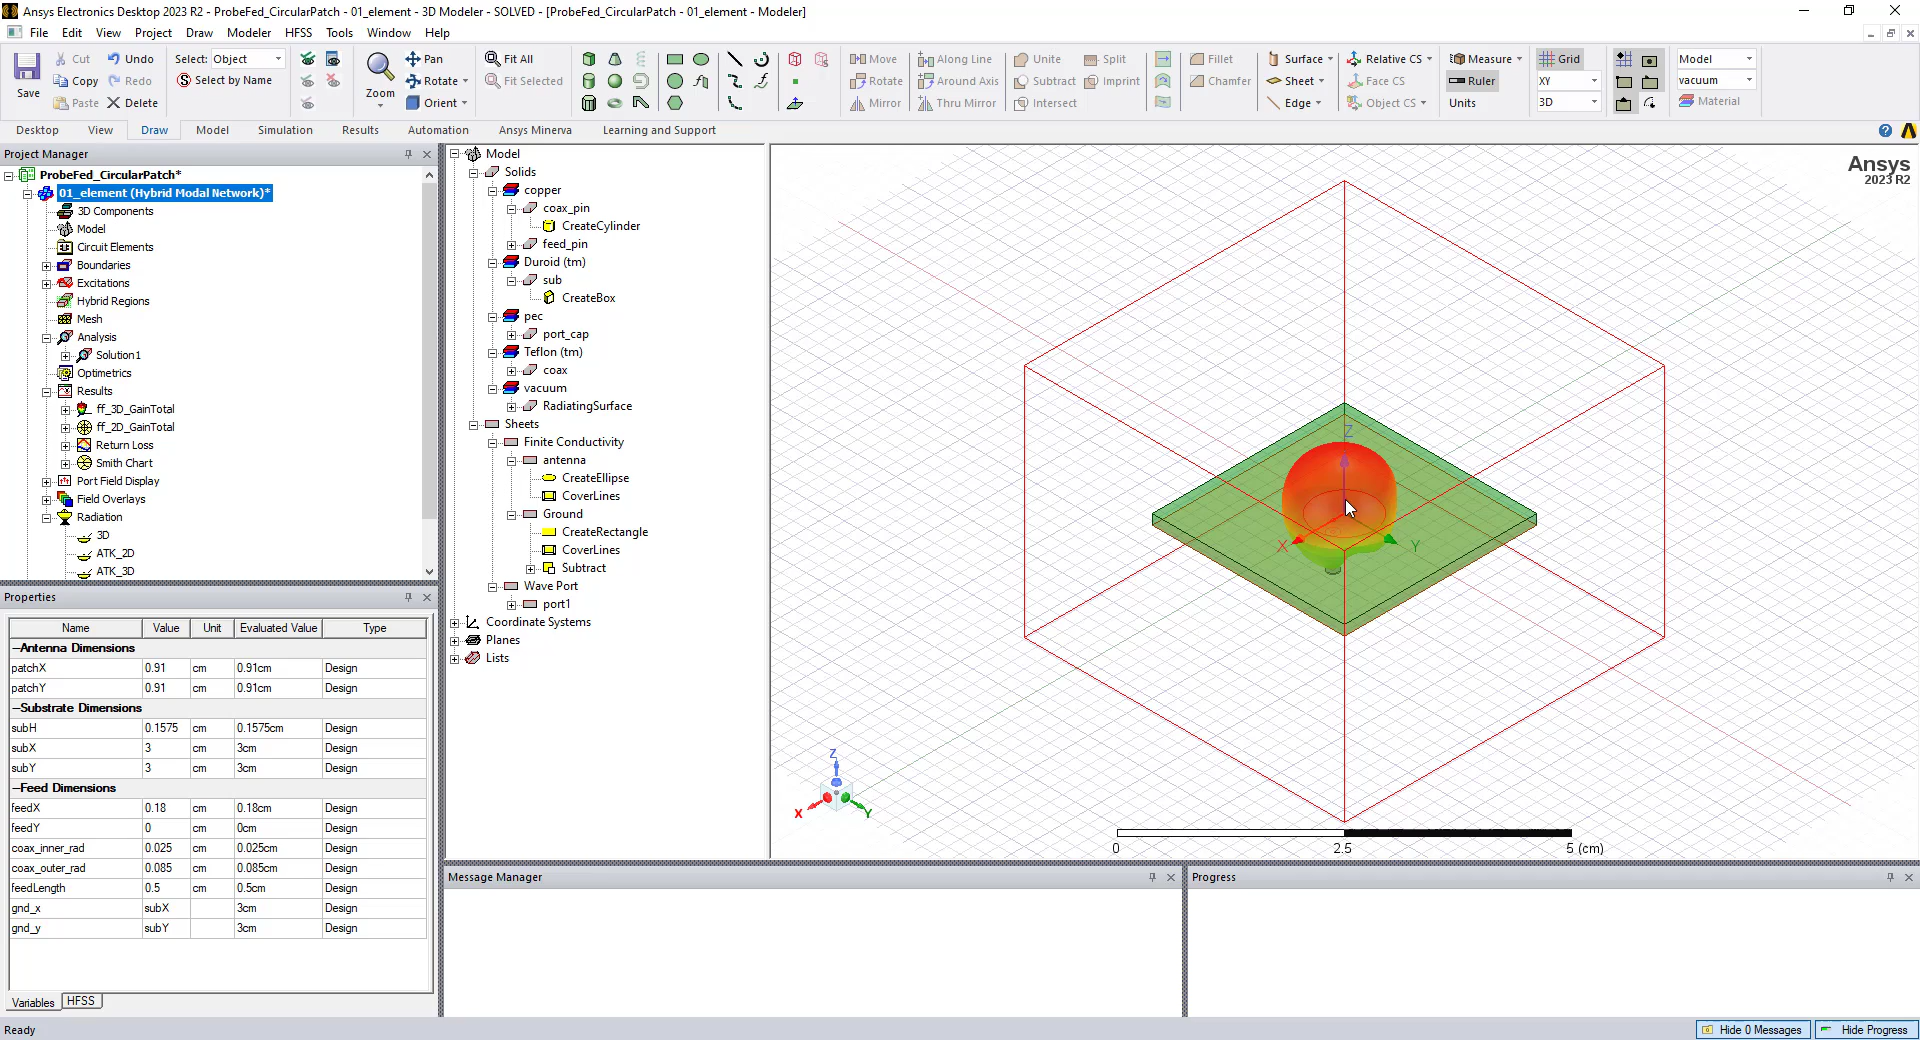 Ansys Electronics Desktop 2023 R2 - ProbeFed_CircularPatch - 01_element - 3D Modeler - SOLVED - [ProbeFed_CircularPatch - 01_element - Modeler]
File Edit View Project Draw Modeler HFSS Tools Window Help
Save
Cut Undo
Copy Redo
Paste Delete
Select: Object
Select by Name
Zoom
Pan
Rotate
Orient
Fit All
Fit Selected
Move Along Line Unite Split Fillet Surface Relative CS Measure Grid Model
Rotate Around Axis Subtract Imprint Chamfer Sheet Face CS Ruler XY vacuum
Mirror Thru Mirror Intersect Edge Object CS Units 3D Material
Desktop View Draw Model Simulation Results Automation Ansys Minerva Learning and Support
Project Manager
ProbeFed_CircularPatch*
01_element (Hybrid Modal Network)*
3D Components
Model
Circuit Elements
Boundaries
Excitations
Hybrid Regions
Mesh
Analysis
Solution1
Optimetrics
Results
ff_3D_GainTotal
ff_2D_GainTotal
Return Loss
Smith Chart
Port Field Display
Field Overlays
Radiation
3D
ATK_2D
ATK_3D
Properties
Name Value Unit Evaluated Value Type
Antenna Dimensions
patchX 0.91 cm 0.91cm Design
patchY 0.91 cm 0.91cm Design
Substrate Dimensions
subH 0.1575 cm 0.1575cm Design
subX 3 cm 3cm Design
subY 3 cm 3cm Design
Feed Dimensions
feedX 0.18 cm 0.18cm Design
feedY 0 cm 0cm Design
coax_inner_rad 0.025 cm 0.025cm Design
coax_outer_rad 0.085 cm 0.085cm Design
feedLength 0.5 cm 0.5cm Design
gnd_x subX 3cm Design
gnd_y subY 3cm Design
Variables HFSS
Model
Solids
copper
coax_pin
CreateCylinder
feed_pin
Duroid (tm)
sub
CreateBox
pec
port_cap
Teflon (tm)
coax
vacuum
RadiatingSurface
Sheets
Finite Conductivity
antenna
CreateEllipse
CoverLines
Ground
CreateRectangle
CoverLines
Subtract
Wave Port
port1
Coordinate Systems
Planes
Lists
Ansys
2023 R2
Z
X
Y
Z
X
Y
0 2.5 5 (cm)
Message Manager
Progress
Ready
Hide 0 Messages
Hide Progress